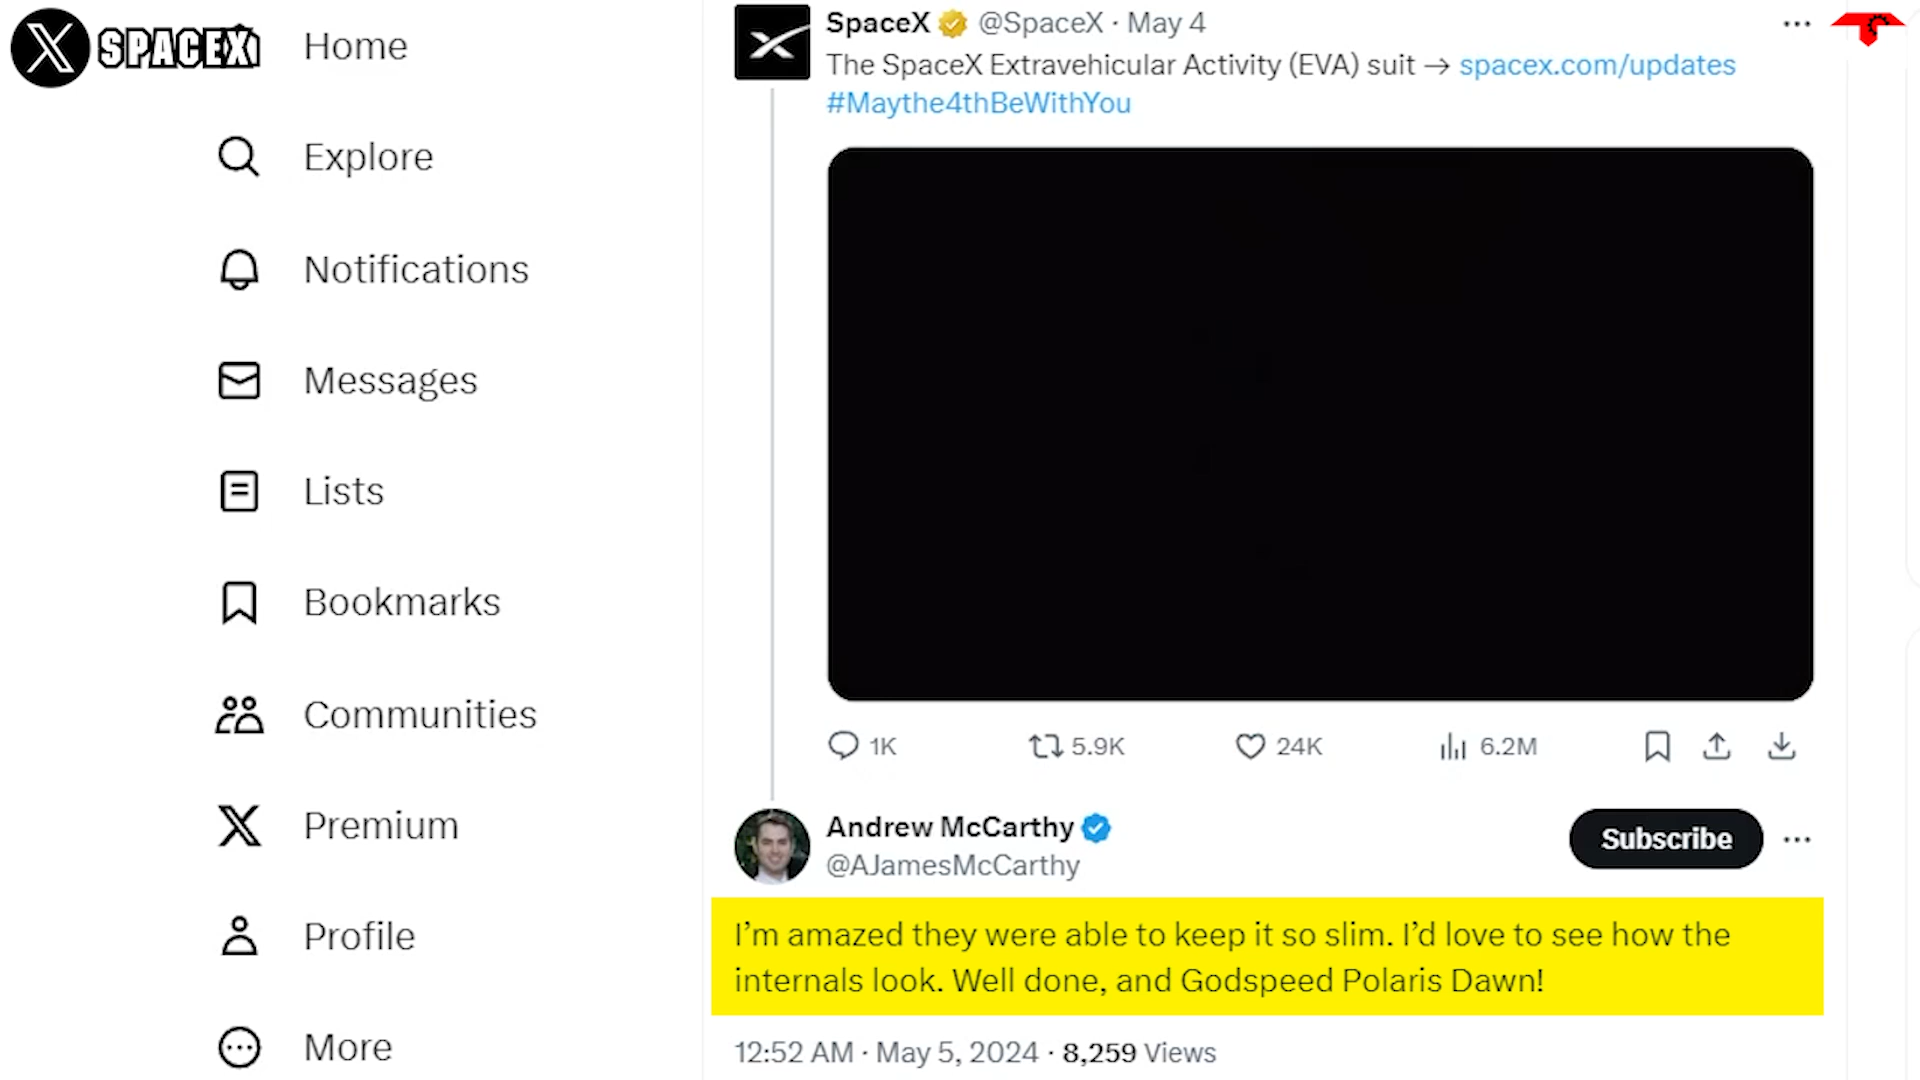 SPACEX
Home
Explore
Notifications
Messages
Lists
Bookmarks
Communities
Premium
Profile
More
SpaceX @SpaceX · May 4
The SpaceX Extravehicular Activity (EVA) suit → spacex.com/updates
#Maythe4thBeWithYou
1K 5.9K 24K 6.2M
Andrew McCarthy
@AJamesMcCarthy
Subscribe
I’m amazed they were able to keep it so slim. I’d love to see how the
internals look. Well done, and Godspeed Polaris Dawn!
12:52 AM · May 5, 2024 · 8,259 Views